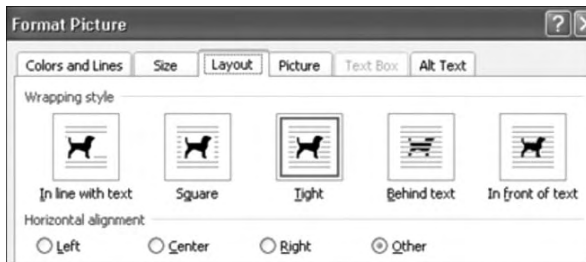 Format Picture
Colors and Lines Size Layout Picture Text Box Alt Text
Wrapping style
In line with text Square Tight Behind text In front of text
Horizontal alignment
Left Center Right Other